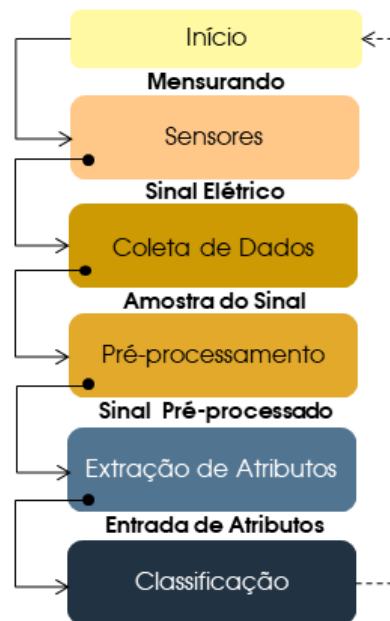 Início
Mensurando
Sensores
Sinal Elétrico
Coleta de Dados
Amostra do Sinal
Pré-processamento
Sinal Pré-processado
Extração de Atributos
Entrada de Atributos
Classificação